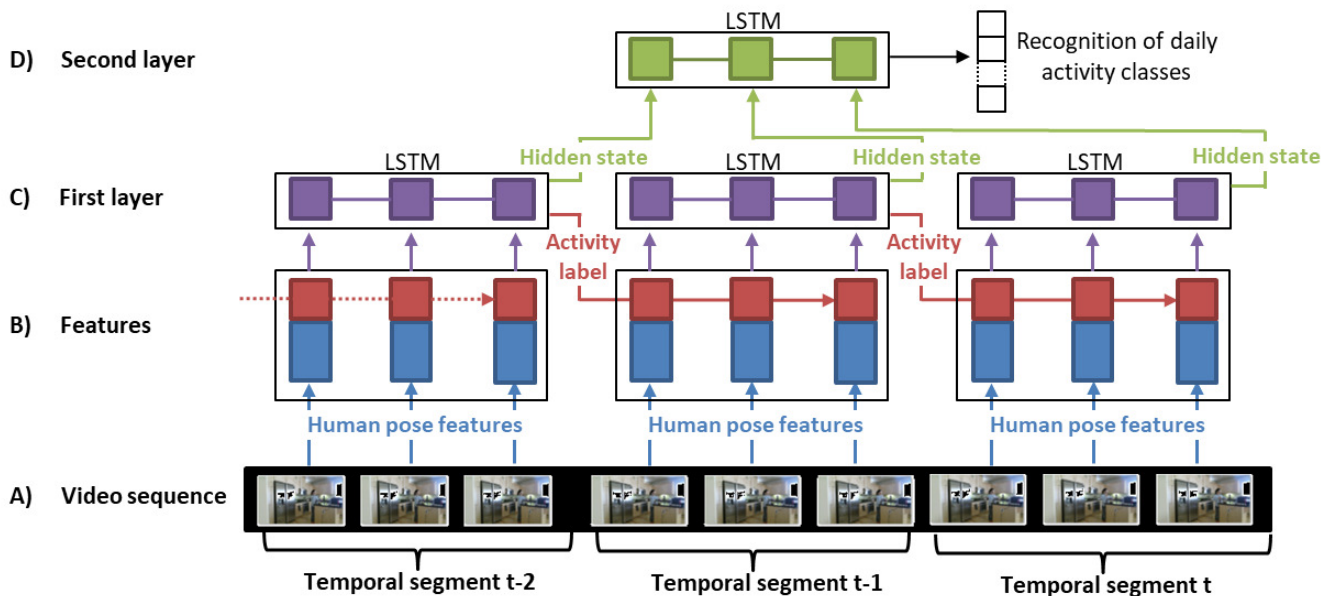 LSTM
D) Second layer
Recognition of daily
activity classes
Hidden state
Hidden state
Hidden state
LSTM
LSTM
LSTM
C) First layer
Activity
label
Activity
label
B) Features
Human pose features
Human pose features
Human pose features
A) Video sequence
Temporal segment t-2
Temporal segment t-1
Temporal segment t